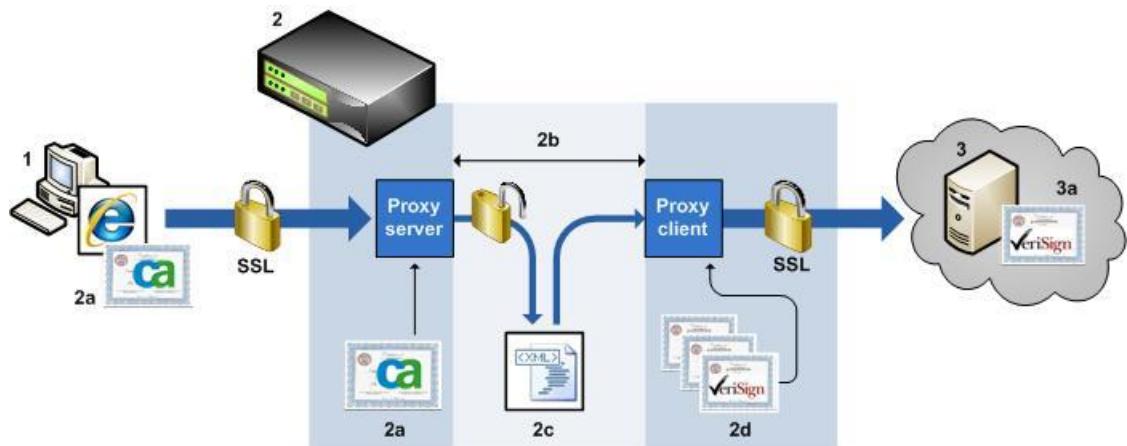 2
2b
1
3
3a
Proxy
server
Proxy
client
VeriSign
SSL
SSL
2a
ca
<XML>
ca
VeriSign
2a
2c
2d